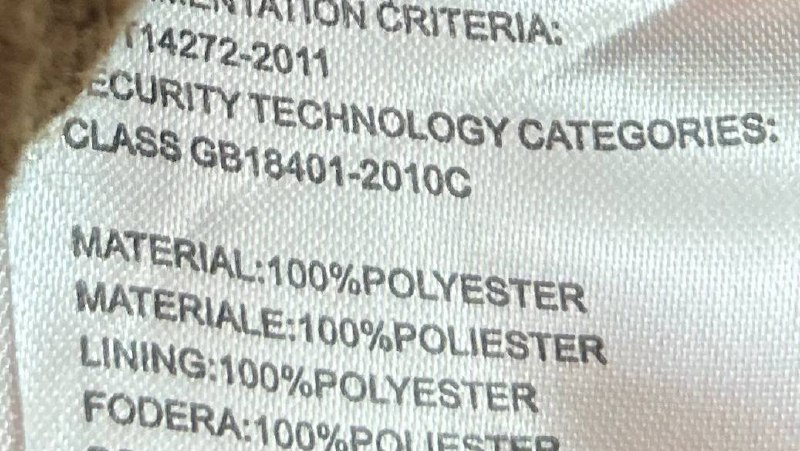 CRITERIA:
T14272-2011
SECURITY TECHNOLOGY CATEGORIES:
CLASS GB18401-2010C
MATERIAL:100%POLYESTER
MATERIALE:100%POLIESTER
LINING:100%POLYESTER
FODERA:100%POLIESTER